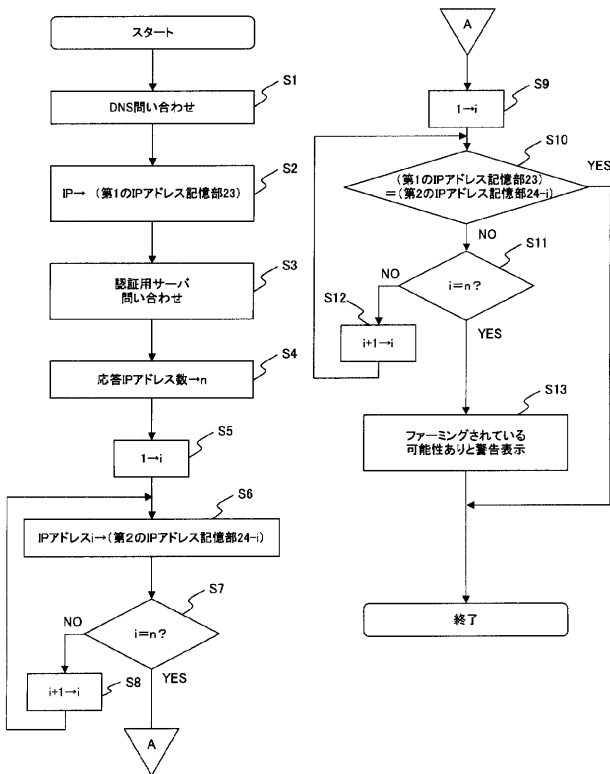 スタート
S1
DNS問い合わせ
S2
IP→ (第1のIPアドレス記憶部23)
S3
認証用サーバ
問い合わせ
S4
応答IPアドレス数→n
S5
1→i
S6
IPアドレスi→(第2のIPアドレス記憶部24-i)
S7
i=n?
NO
YES
i+1→i
S8
A
A
S9
1→i
S10
(第1のIPアドレス記憶部23)
=(第2のIPアドレス記憶部24-i)
YES
NO
S11
i=n?
NO
YES
S12
i+1→i
S13
ファーミングされている
可能性ありと警告表示
終了